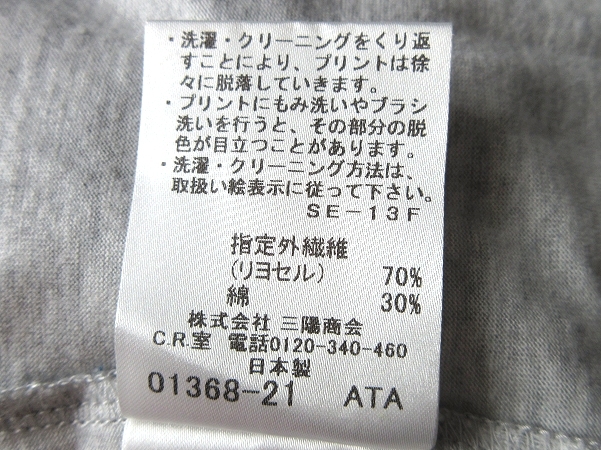 ・洗濯・クリーニングをくり返
すことにより、プリントは徐
々に脱落していきます。
・プリントにもみ洗いやブラシ
洗いを行うと、その部分の脱
色が目立つことがあります。
・洗濯・クリーニング方法は、
取扱い絵表示に従って下さい。
SE-13F
指定外繊維
(リヨセル) 70%
綿 30%
株式会社 三陽商会
C.R.室 電話0120-340-460
日本製
01368-21 ATA